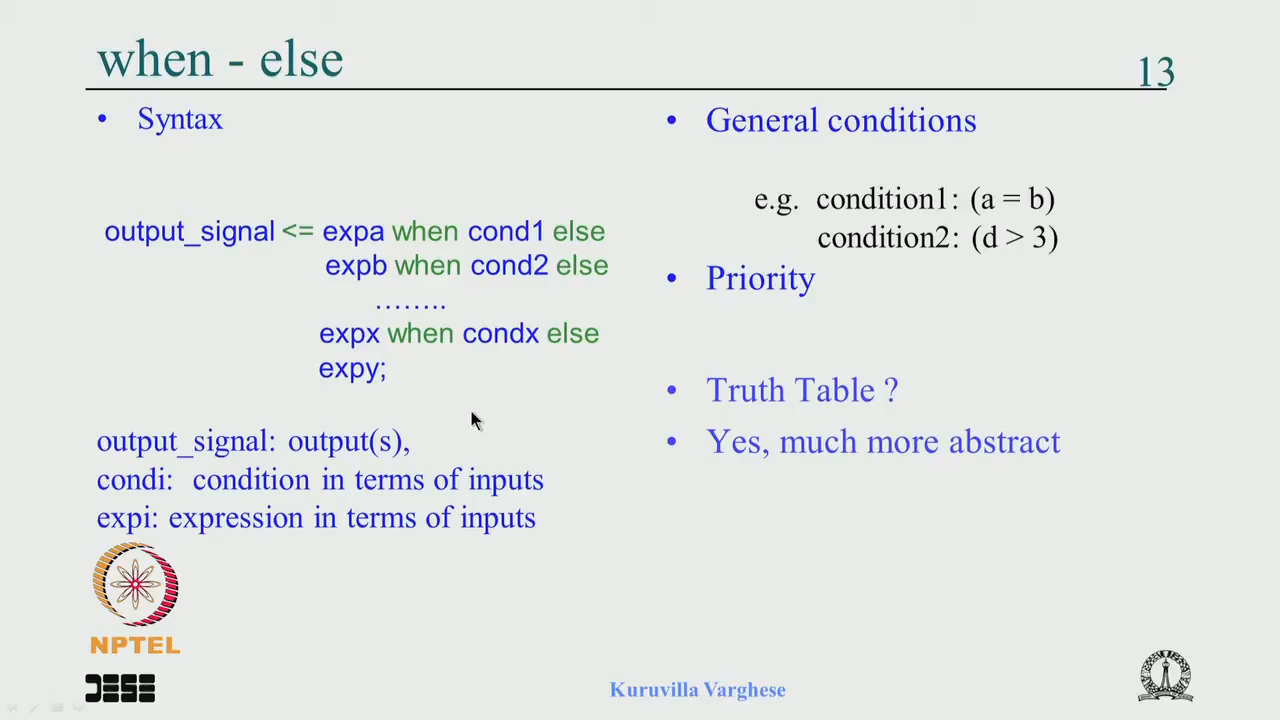 when - else
13
• Syntax
output_signal <= expa when cond1 else
expb when cond2 else
........
expx when condx else
expy;
output_signal: output(s),
condi: condition in terms of inputs
expi: expression in terms of inputs
• General conditions
e.g. condition1: (a = b)
condition2: (d > 3)
• Priority
• Truth Table ?
• Yes, much more abstract
NPTEL
DESE
Kuruvilla Varghese